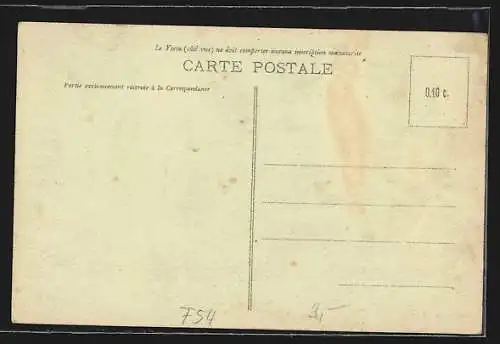 Le Verso (côté vue) ne doit comporter aucune inscription manuscrite
CARTE POSTALE
Partie exclusivement réservée à la Correspondance
0.10 c.
754
3,-